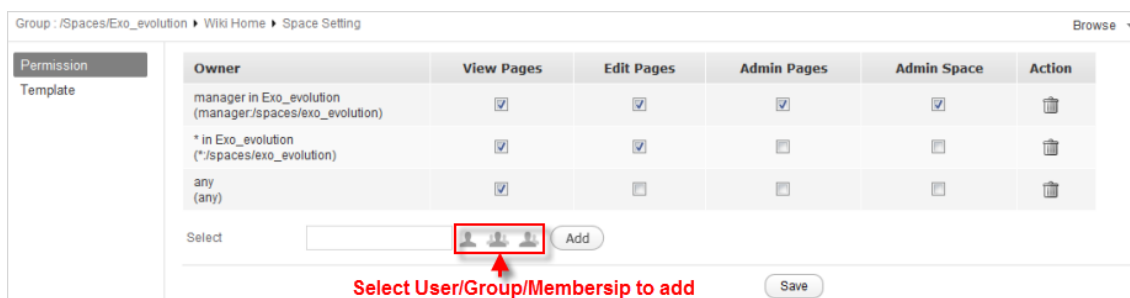 Group : /Spaces/Exo_evolution ▸ Wiki Home ▸ Space Setting Browse
Permission
Template
Owner View Pages Edit Pages Admin Pages Admin Space Action
manager in Exo_evolution
(manager:/spaces/exo_evolution)
* in Exo_evolution
(*:/spaces/exo_evolution)
any
(any)
Select Add
Select User/Group/Membersip to add Save